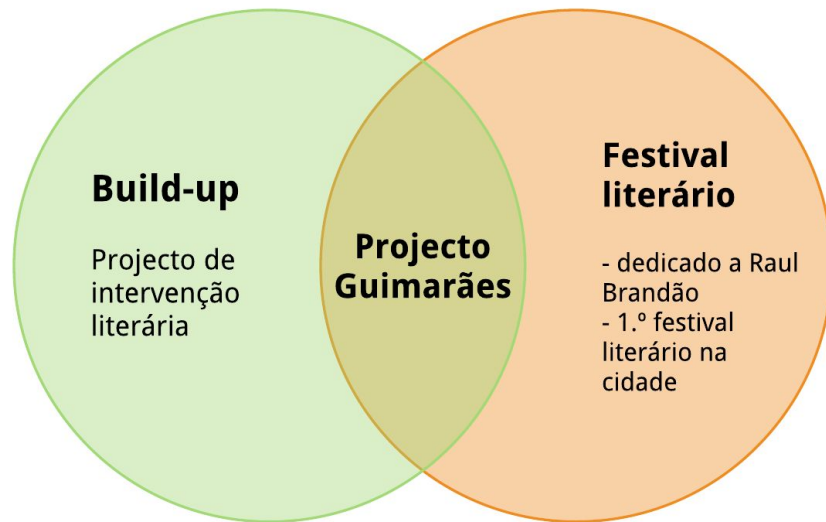 Build-up
Projecto de
intervenção
literária
Projecto
Guimarães
Festival
literário
- dedicado a Raul
Brandão
- 1.º festival
literário na
cidade